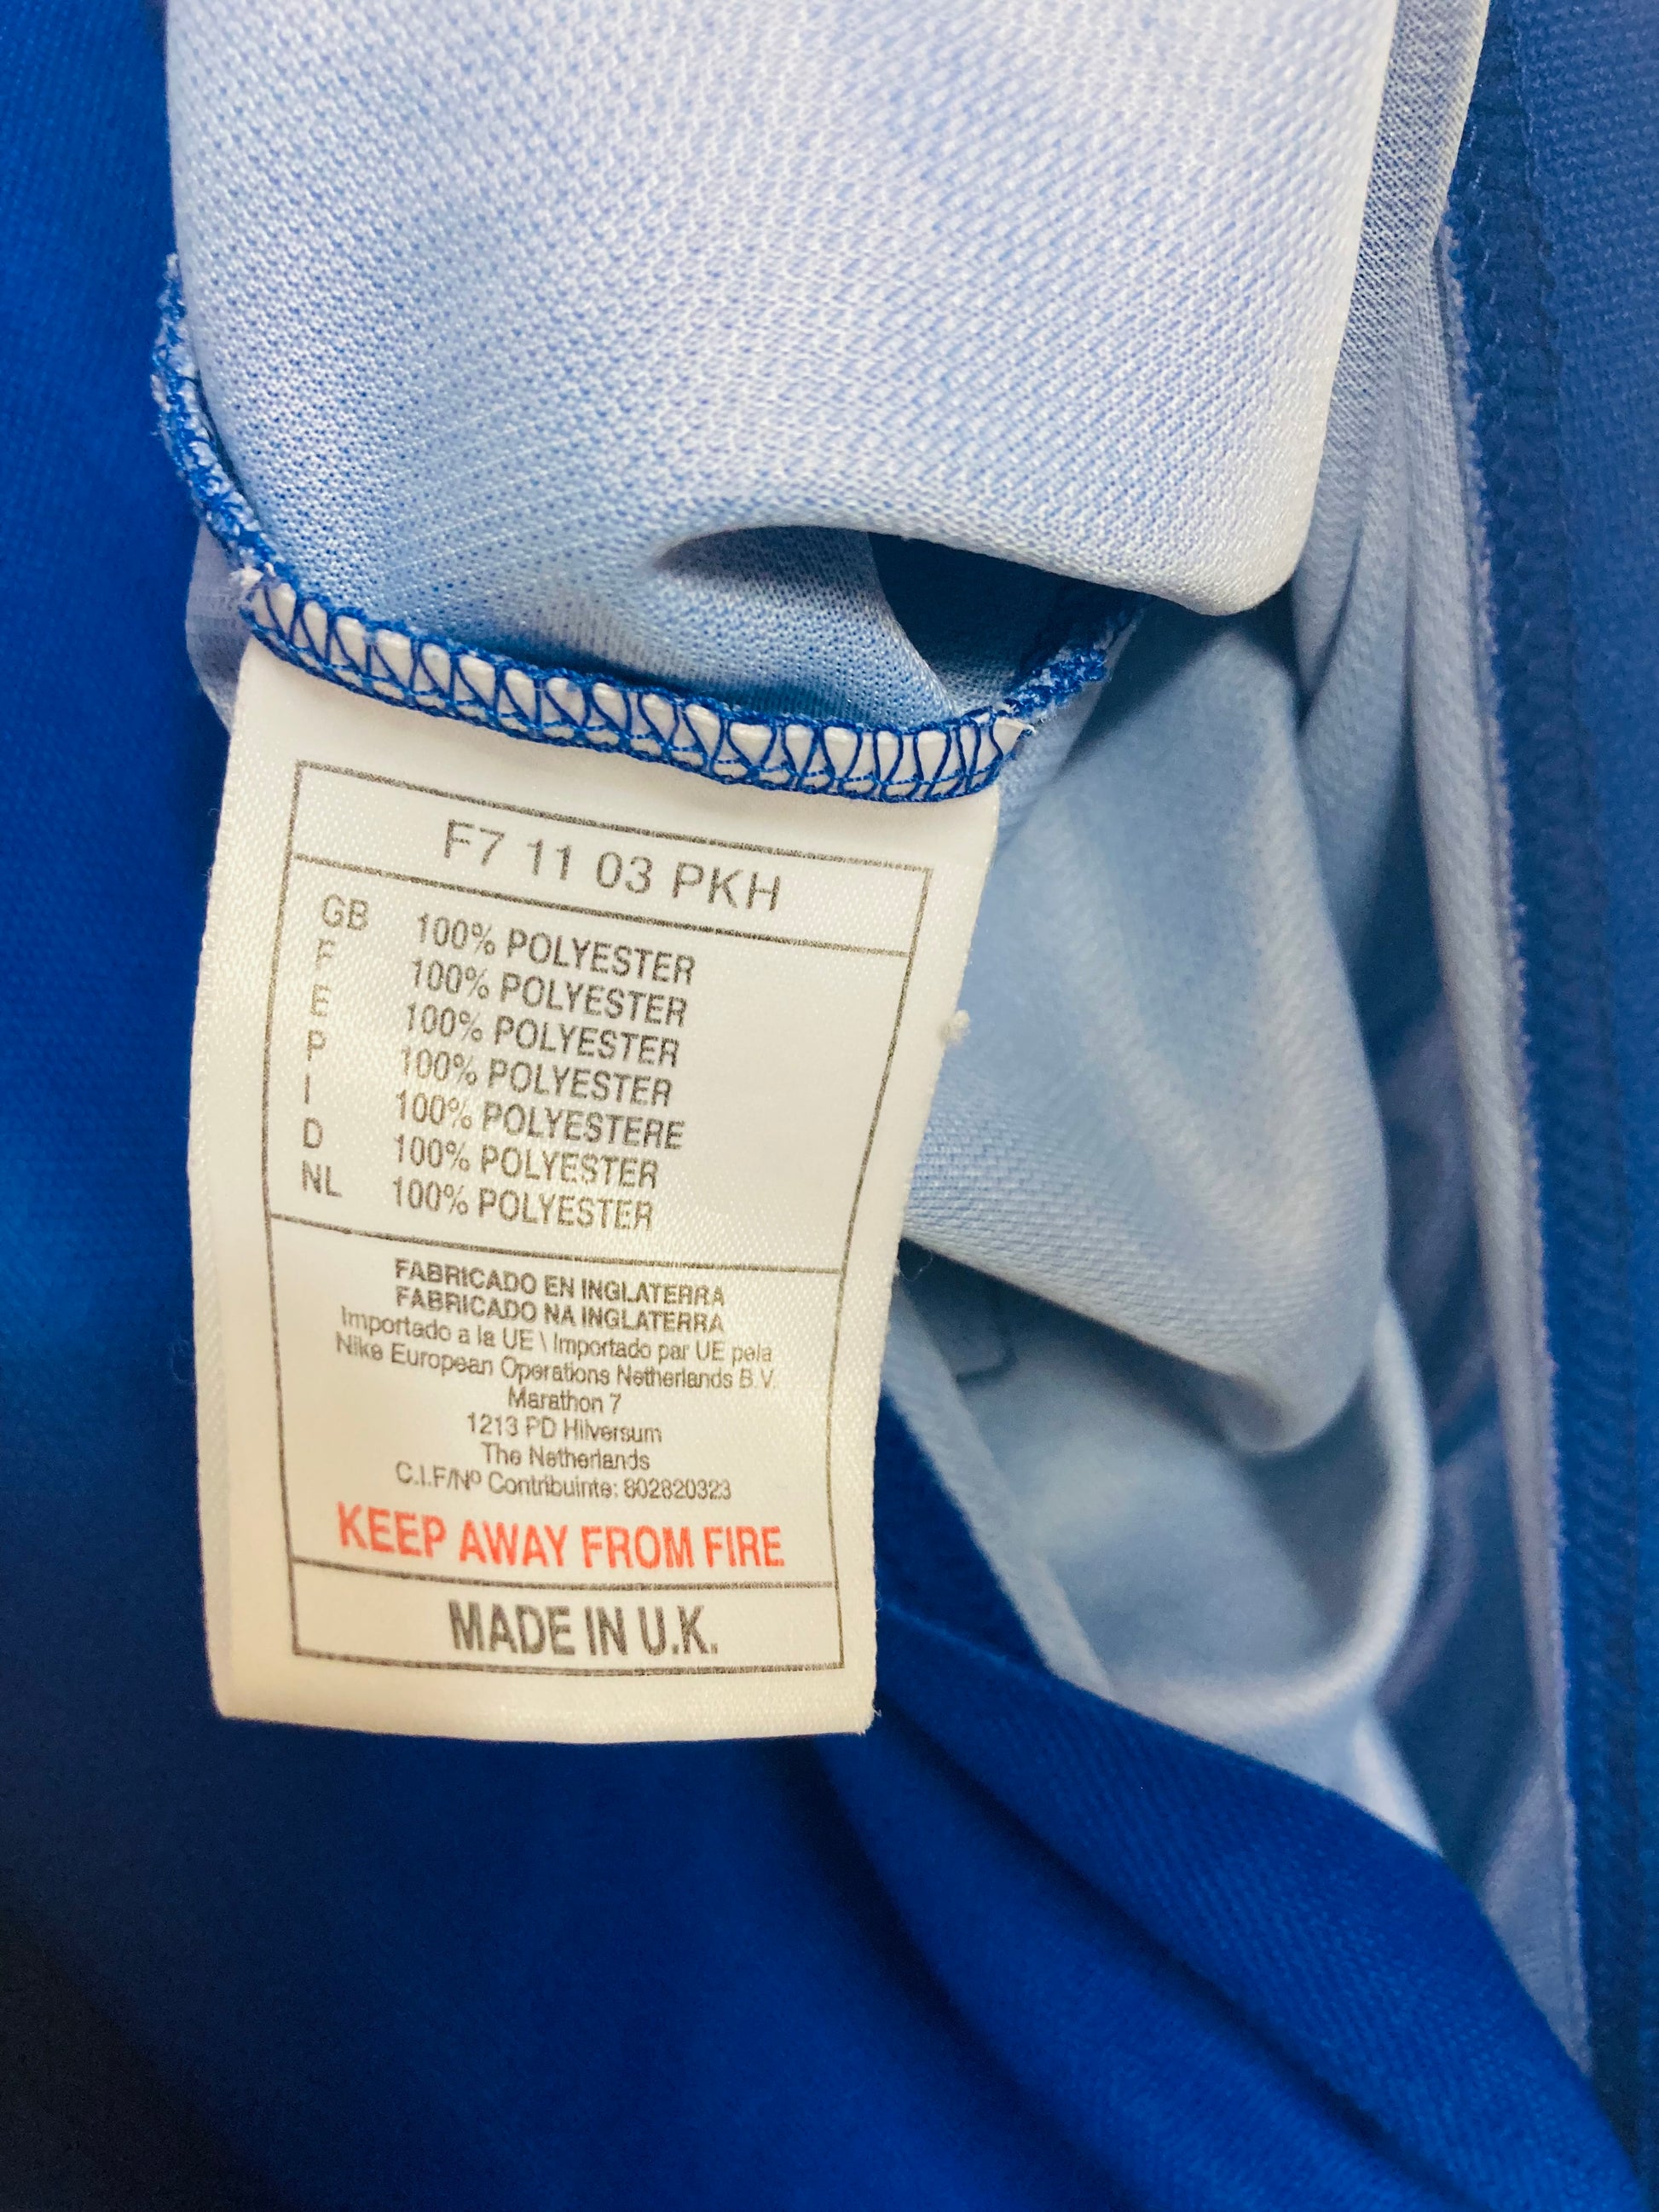 F7 11 03 PKH
GB 100% POLYESTER
F 100% POLYESTER
E 100% POLYESTER
P 100% POLYESTER
I 100% POLYESTERE
D 100% POLYESTER
NL 100% POLYESTER
FABRICADO EN INGLATERRA
FABRICADO NA INGLATERRA
Importado a la UE \ Importado par UE pela
Nike European Operations Netherlands B.V.
Marathon 7
1213 PD Hilversum
The Netherlands
C.I.F/Nº Contribuinte: 802820323
KEEP AWAY FROM FIRE
MADE IN U.K.